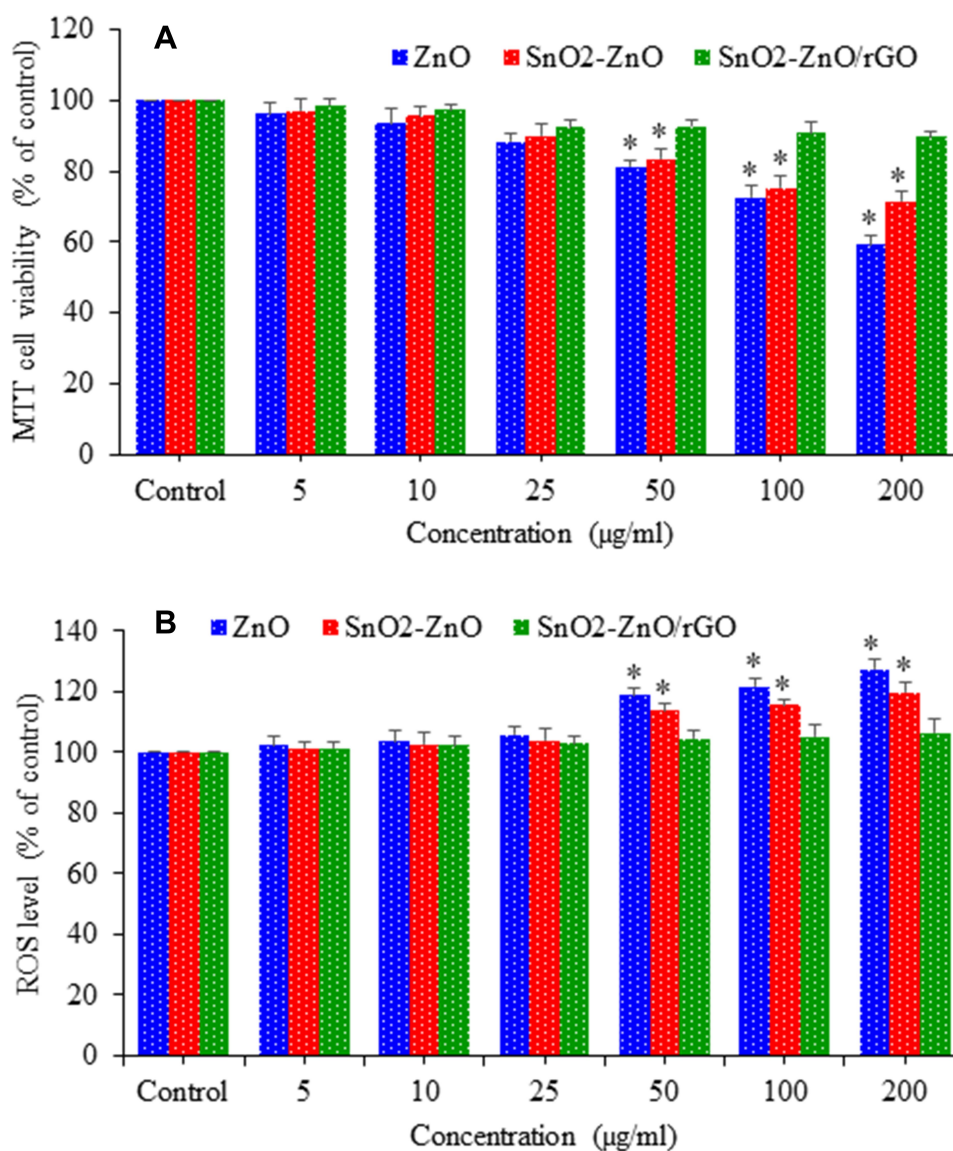 A
ZnO SnO2-ZnO SnO2-ZnO/rGO
MTT cell viability (% of control)
120
100
80
60
40
20
0
* * * * * *
Control 5 10 25 50 100 200
Concentration (µg/ml)
B
ZnO SnO2-ZnO SnO2-ZnO/rGO
ROS level (% of control)
140
120
100
80
60
40
20
0
* * * * * *
Control 5 10 25 50 100 200
Concentration (µg/ml)